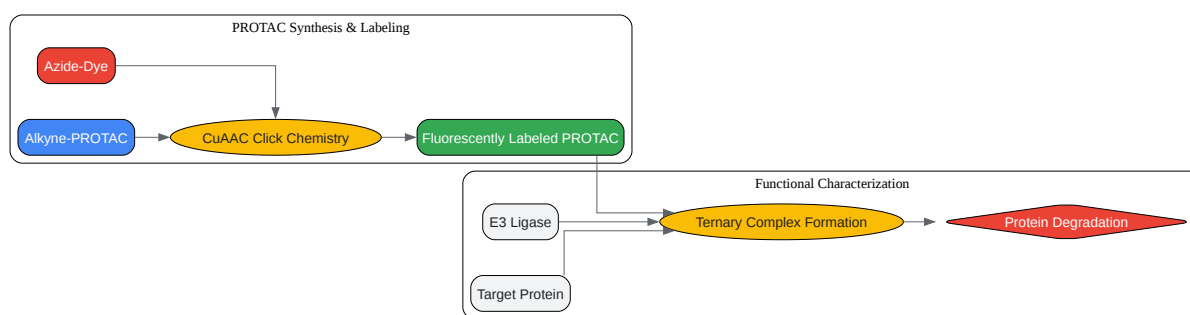 PROTAC Synthesis & Labeling
Azide-Dye
Alkyne-PROTAC
CuAAC Click Chemistry
Fluorescently Labeled PROTAC
Functional Characterization
E3 Ligase
Ternary Complex Formation
Protein Degradation
Target Protein